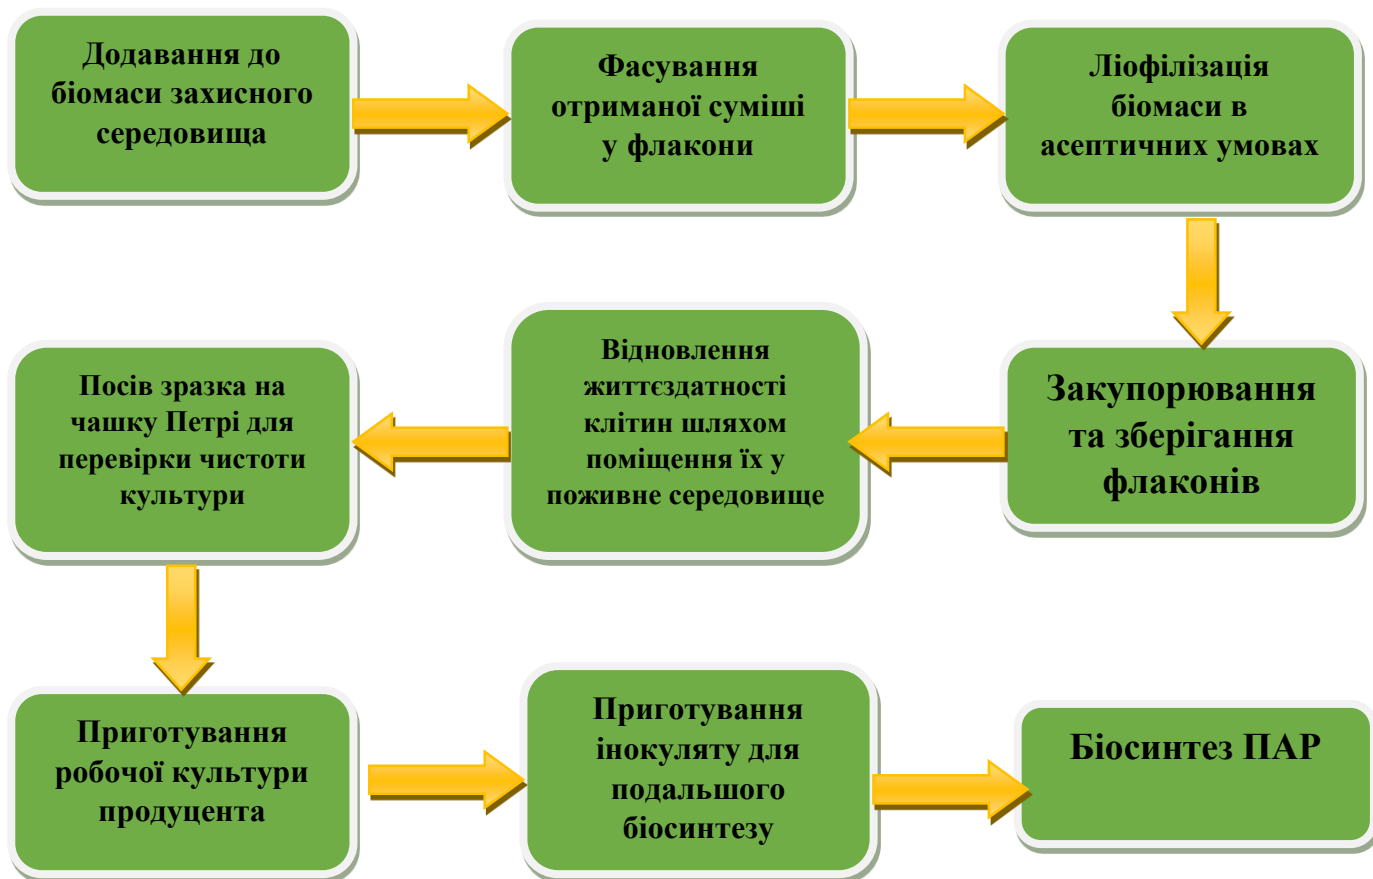 Додавання до
біомаси захисного
середовища
Фасування
отриманої суміші
у флакони
Ліофілізація
біомаси в
асептичних умовах
Закупорювання
та зберігання
флаконів
Відновлення
життєздатності
клітин шляхом
поміщення їх у
поживне середовище
Посів зразка на
чашку Петрі для
перевірки чистоти
культури
Приготування
робочої культури
продуцента
Приготування
інокуляту для
подальшого
біосинтезу
Біосинтез ПАР